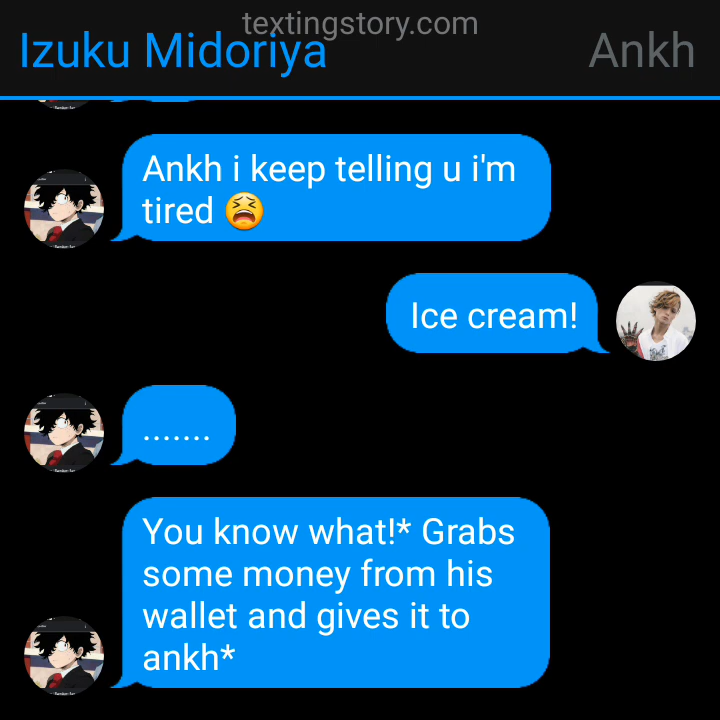 textingstory.com
Izuku Midoriya
Ankh
Ankh i keep telling u i'm
tired 😫
Ice cream!
.......
You know what!* Grabs
some money from his
wallet and gives it to
ankh*